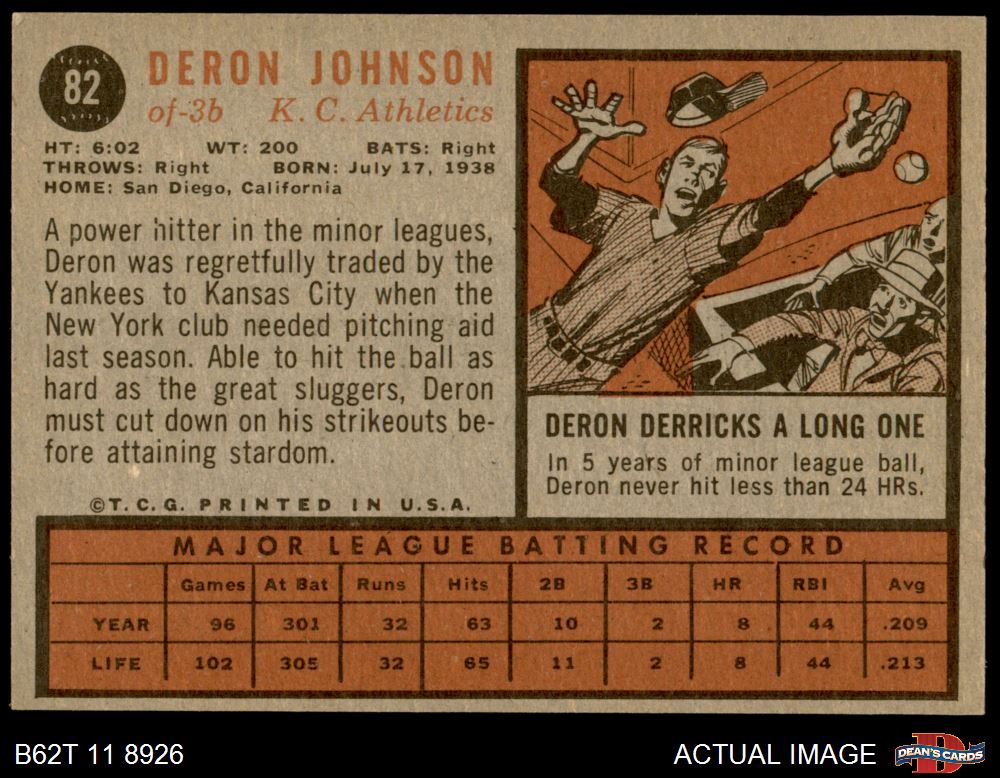 82
DERON JOHNSON
of-3b K. C. Athletics
HT: 6:02 WT: 200 BATS: Right
THROWS: Right BORN: July 17, 1938
HOME: San Diego, California
A power hitter in the minor leagues,
Deron was regretfully traded by the
Yankees to Kansas City when the
New York club needed pitching aid
last season. Able to hit the ball as
hard as the great sluggers, Deron
must cut down on his strikeouts be-
fore attaining stardom.
©T.C.G. PRINTED IN U.S.A.
DERON DERRICKS A LONG ONE
In 5 years of minor league ball,
Deron never hit less than 24 HRs.
MAJOR LEAGUE BATTING RECORD
Games At Bat Runs Hits 2B 3B HR RBI Avg
YEAR 96 301 32 63 10 2 8 44 .209
LIFE 102 305 32 65 11 2 8 44 .213
B62T 11 8926
ACTUAL IMAGE
DEAN'S CARDS